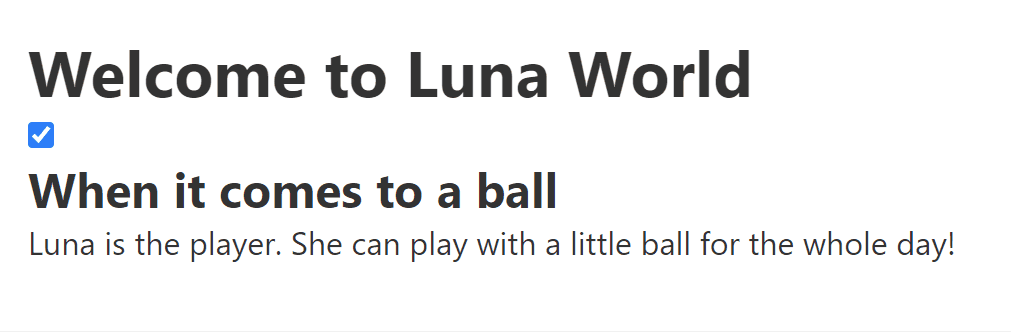 Welcome to Luna World
When it comes to a ball
Luna is the player. She can play with a little ball for the whole day!